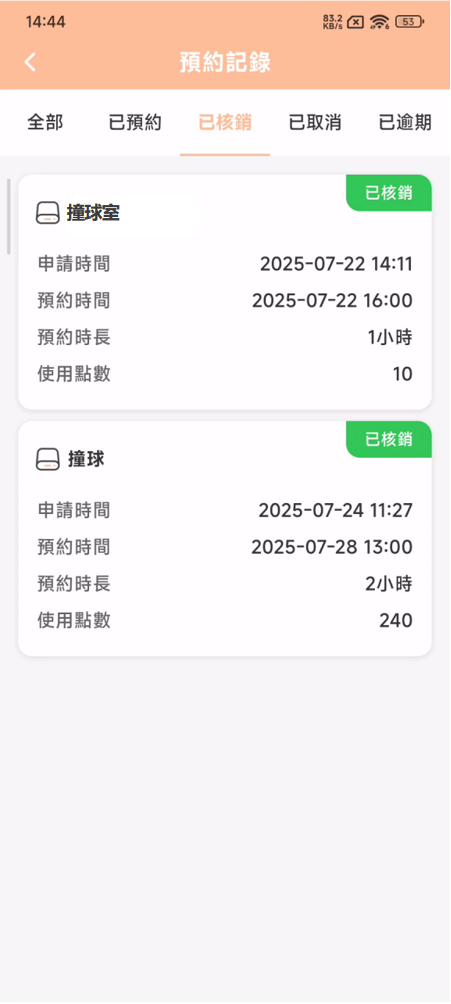 14:44
83.2 KB/s
53
預約記錄
全部 已預約 已核銷 已取消 已逾期
已核銷
撞球室
申請時間 2025-07-22 14:11
預約時間 2025-07-22 16:00
預約時長 1小時
使用點數 10
已核銷
撞球
申請時間 2025-07-24 11:27
預約時間 2025-07-28 13:00
預約時長 2小時
使用點數 240